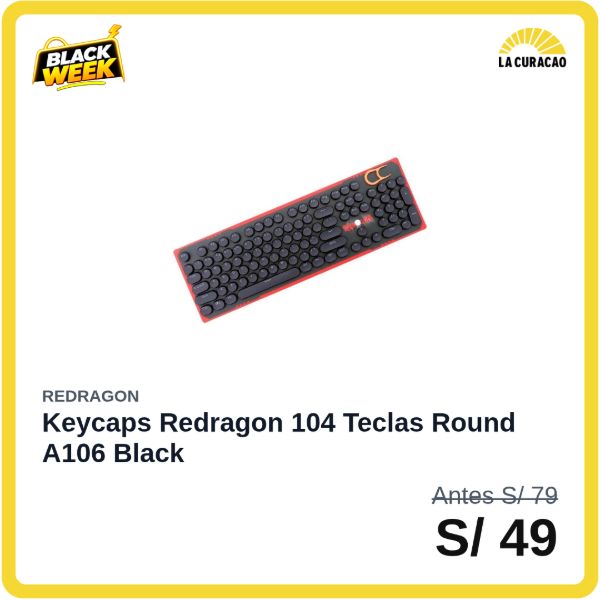 BLACK
WEEK
LA CURACAO
REDRAGON
Keycaps Redragon 104 Teclas Round
A106 Black
Antes S/ 79
S/ 49